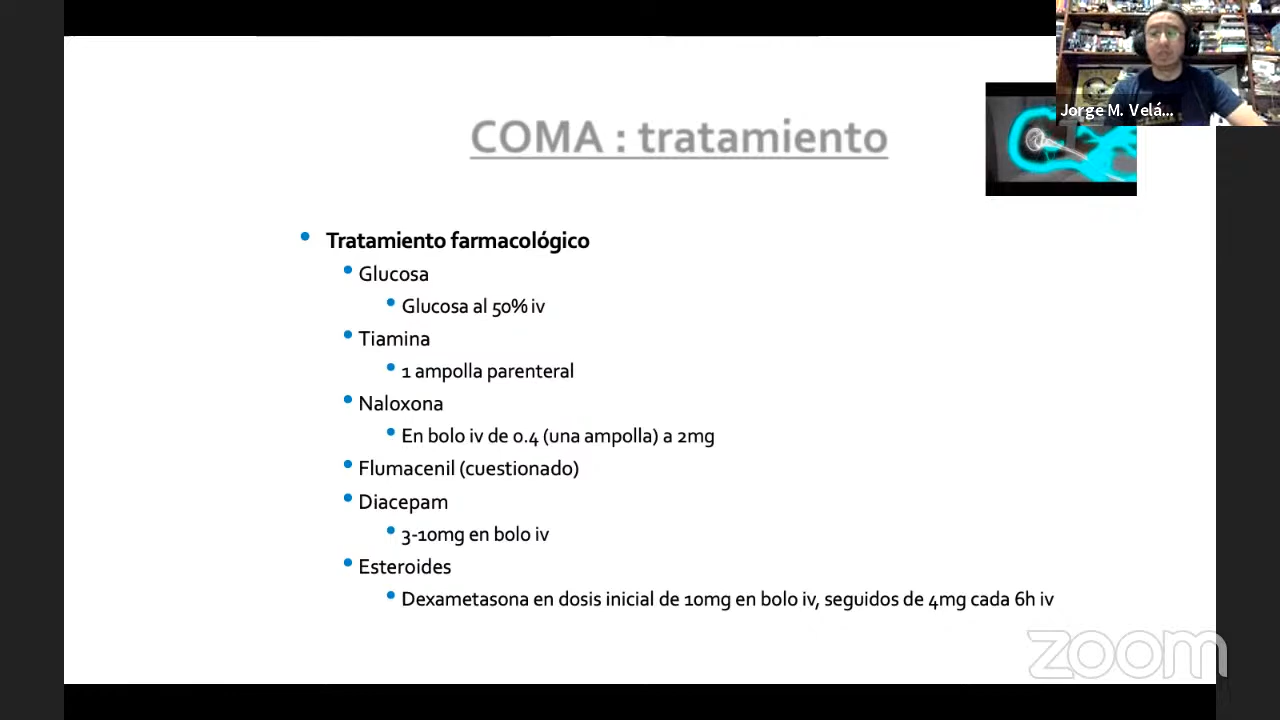 Jorge M. Velá...
COMA : tratamiento
• Tratamiento farmacológico
• Glucosa
• Glucosa al 50% iv
• Tiamina
• 1 ampolla parenteral
• Naloxona
• En bolo iv de 0.4 (una ampolla) a 2mg
• Flumacenil (cuestionado)
• Diacepam
• 3-10mg en bolo iv
• Esteroides
• Dexametasona en dosis inicial de 10mg en bolo iv, seguidos de 4mg cada 6h iv
zoom